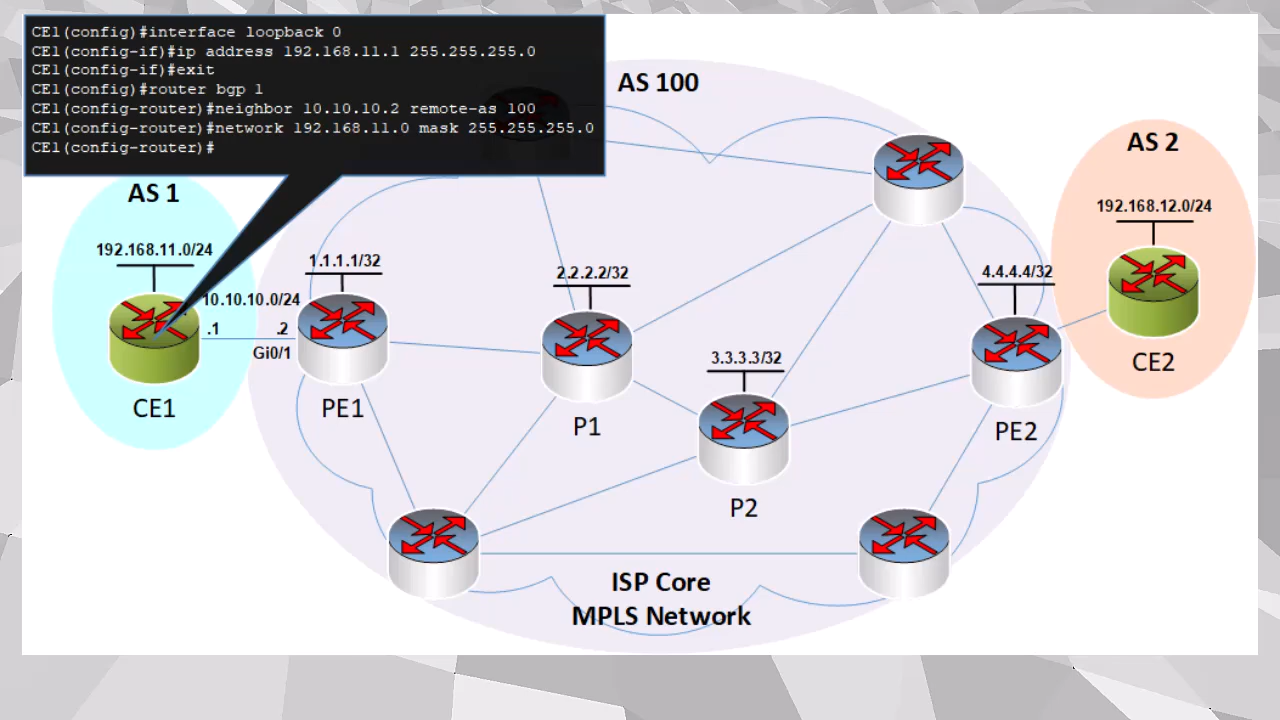 CE1(config)#interface loopback 0
CE1(config-if)#ip address 192.168.11.1 255.255.255.0
CE1(config-if)#exit
CE1(config)#router bgp 1
CE1(config-router)#neighbor 10.10.10.2 remote-as 100
CE1(config-router)#network 192.168.11.0 mask 255.255.255.0
CE1(config-router)#
AS 100
AS 1
AS 2
192.168.11.0/24
192.168.12.0/24
1.1.1.1/32
2.2.2.2/32
4.4.4.4/32
10.10.10.0/24
.1
.2
Gi0/1
3.3.3.3/32
CE1
PE1
P1
P2
PE2
CE2
ISP Core
MPLS Network